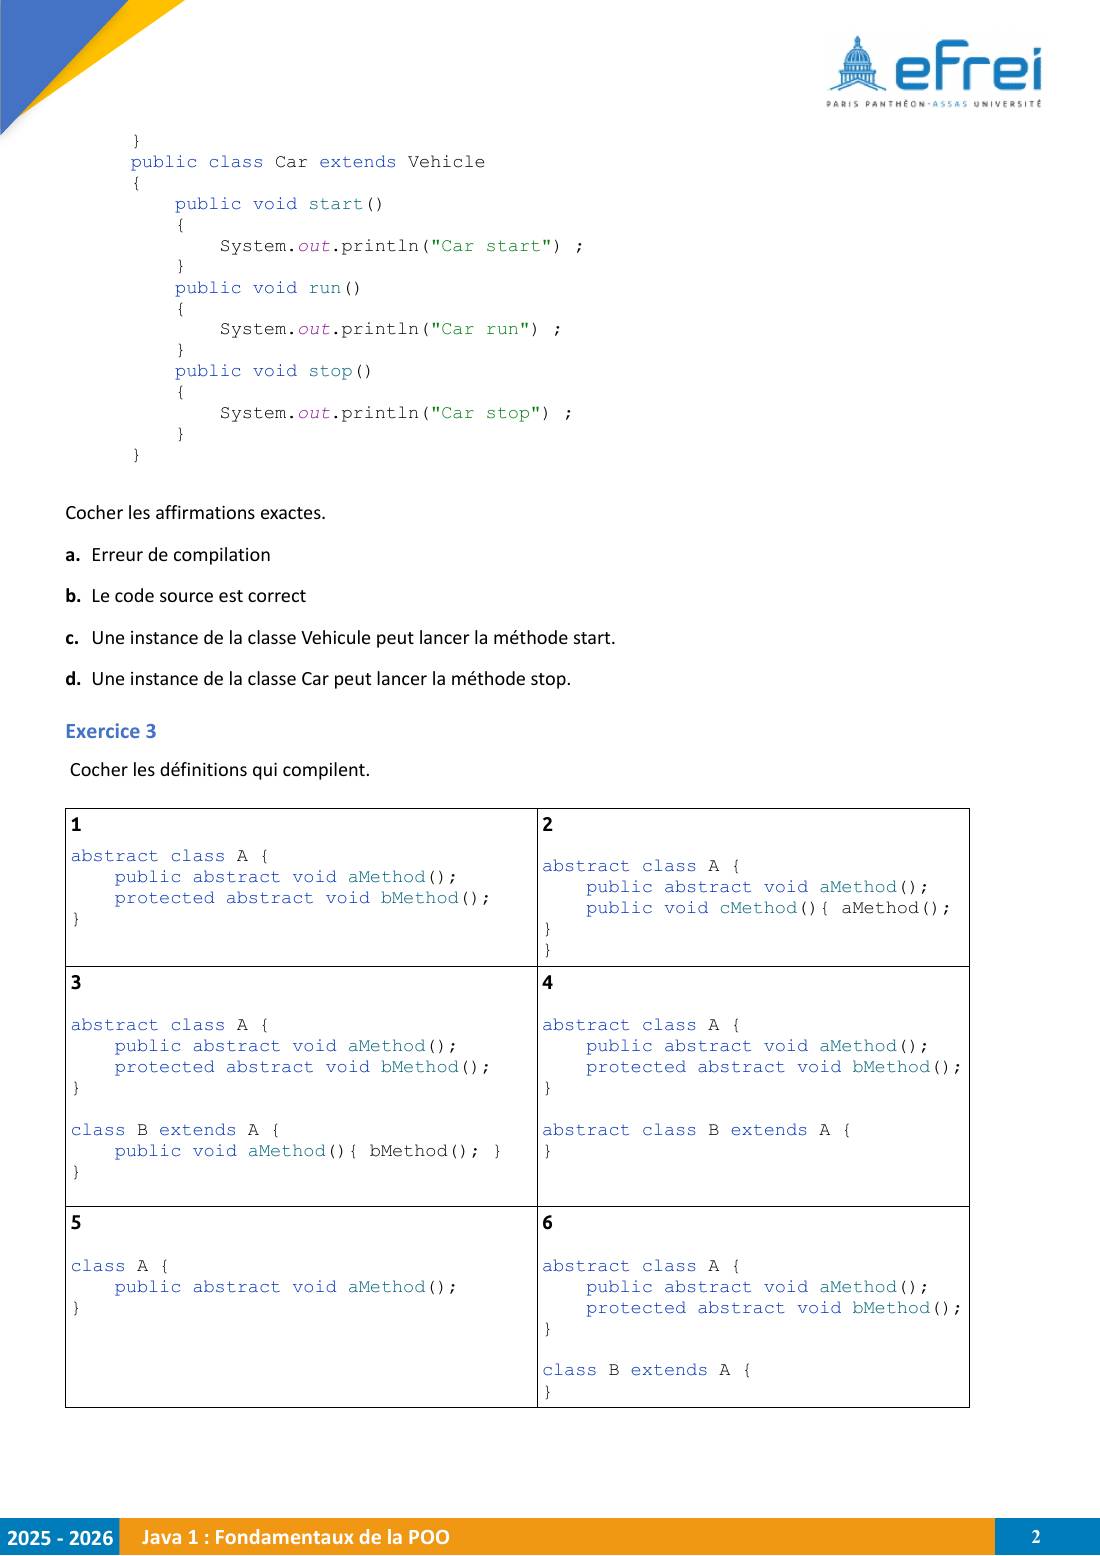 efrei
PARIS PANTHÉON-ASSAS UNIVERSITÉ
}
public class Car extends Vehicle
{
    public void start()
    {
        System.out.println("Car start") ;
    }
    public void run()
    {
        System.out.println("Car run") ;
    }
    public void stop()
    {
        System.out.println("Car stop") ;
    }
}
Cocher les affirmations exactes.
a. Erreur de compilation
b. Le code source est correct
c. Une instance de la classe Vehicule peut lancer la méthode start.
d. Une instance de la classe Car peut lancer la méthode stop.
Exercice 3
Cocher les définitions qui compilent.
1
abstract class A {
    public abstract void aMethod();
    protected abstract void bMethod();
}
2
abstract class A {
    public abstract void aMethod();
    public void cMethod(){ aMethod();
}
}
3
abstract class A {
    public abstract void aMethod();
    protected abstract void bMethod();
}
class B extends A {
    public void aMethod(){ bMethod(); }
}
4
abstract class A {
    public abstract void aMethod();
    protected abstract void bMethod();
}
abstract class B extends A {
}
5
class A {
    public abstract void aMethod();
}
6
abstract class A {
    public abstract void aMethod();
    protected abstract void bMethod();
}
class B extends A {
}
2025 - 2026 Java 1 : Fondamentaux de la POO 2